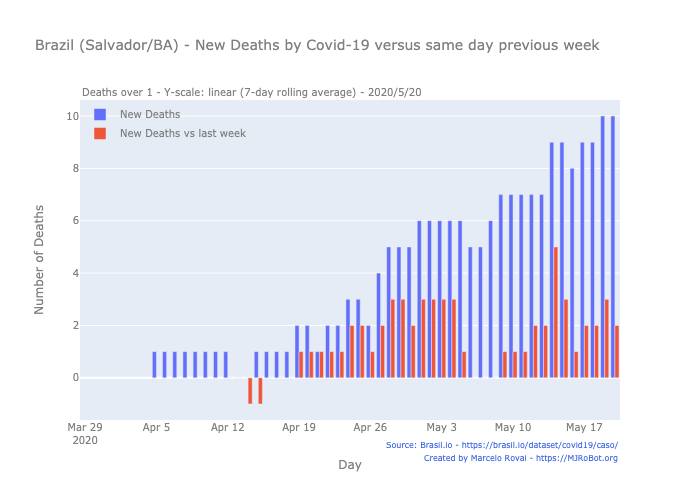 Brazil (Salvador/BA) - New Deaths by Covid-19 versus same day previous week
Deaths over 1 - Y-scale: linear (7-day rolling average) - 2020/5/20
New Deaths
New Deaths vs last week
10
8
6
4
2
0
Number of Deaths
Mar 29 Apr 5 Apr 12 Apr 19 Apr 26 May 3 May 10 May 17
2020
Day
Source: Brasil.io - https://brasil.io/dataset/covid19/caso/
Created by Marcelo Rovai - https://MJRoBot.org